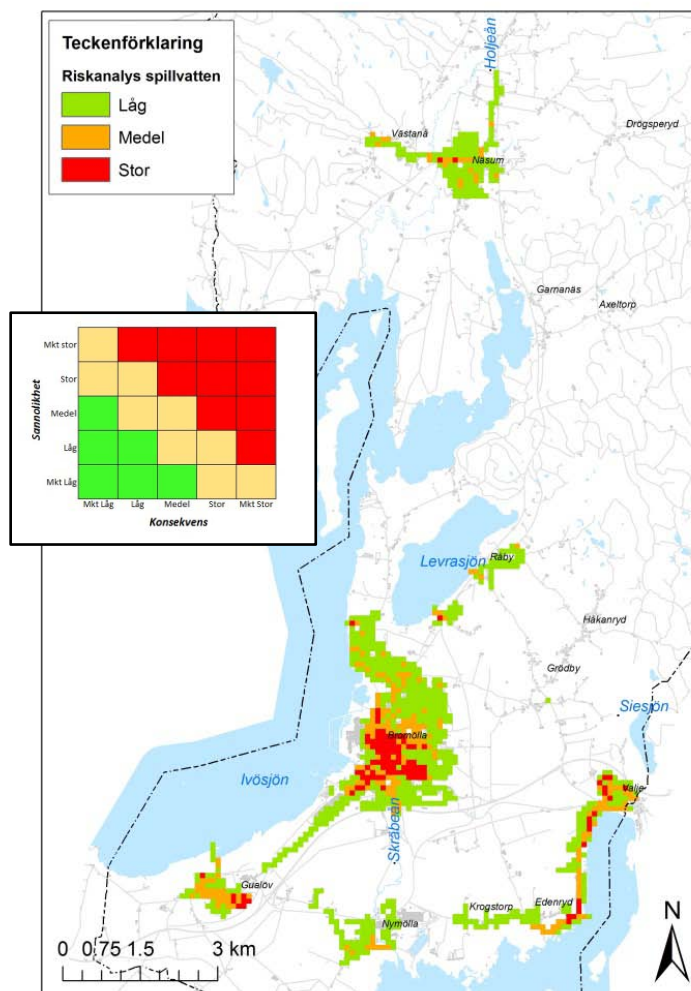 Teckenförklaring
Riskanalys spillvatten
Låg
Medel
Stor
Holjeån
Drögsperyd
Västanå
Näsum
Garnanäs
Axeltorp
Mkt stor
Stor
Medel
Låg
Mkt Låg
Sannolikhet
Mkt Låg
Låg
Medel
Stor
Mkt Stor
Konsekvens
Levrasjön
Råby
Håkanryd
Grödby
Siesjön
Bromölla
Ivösjön
Valje
Skräbeån
Gualöv
Krogstorp
Edenryd
Nymölla
N
0 0,75 1,5 3 km